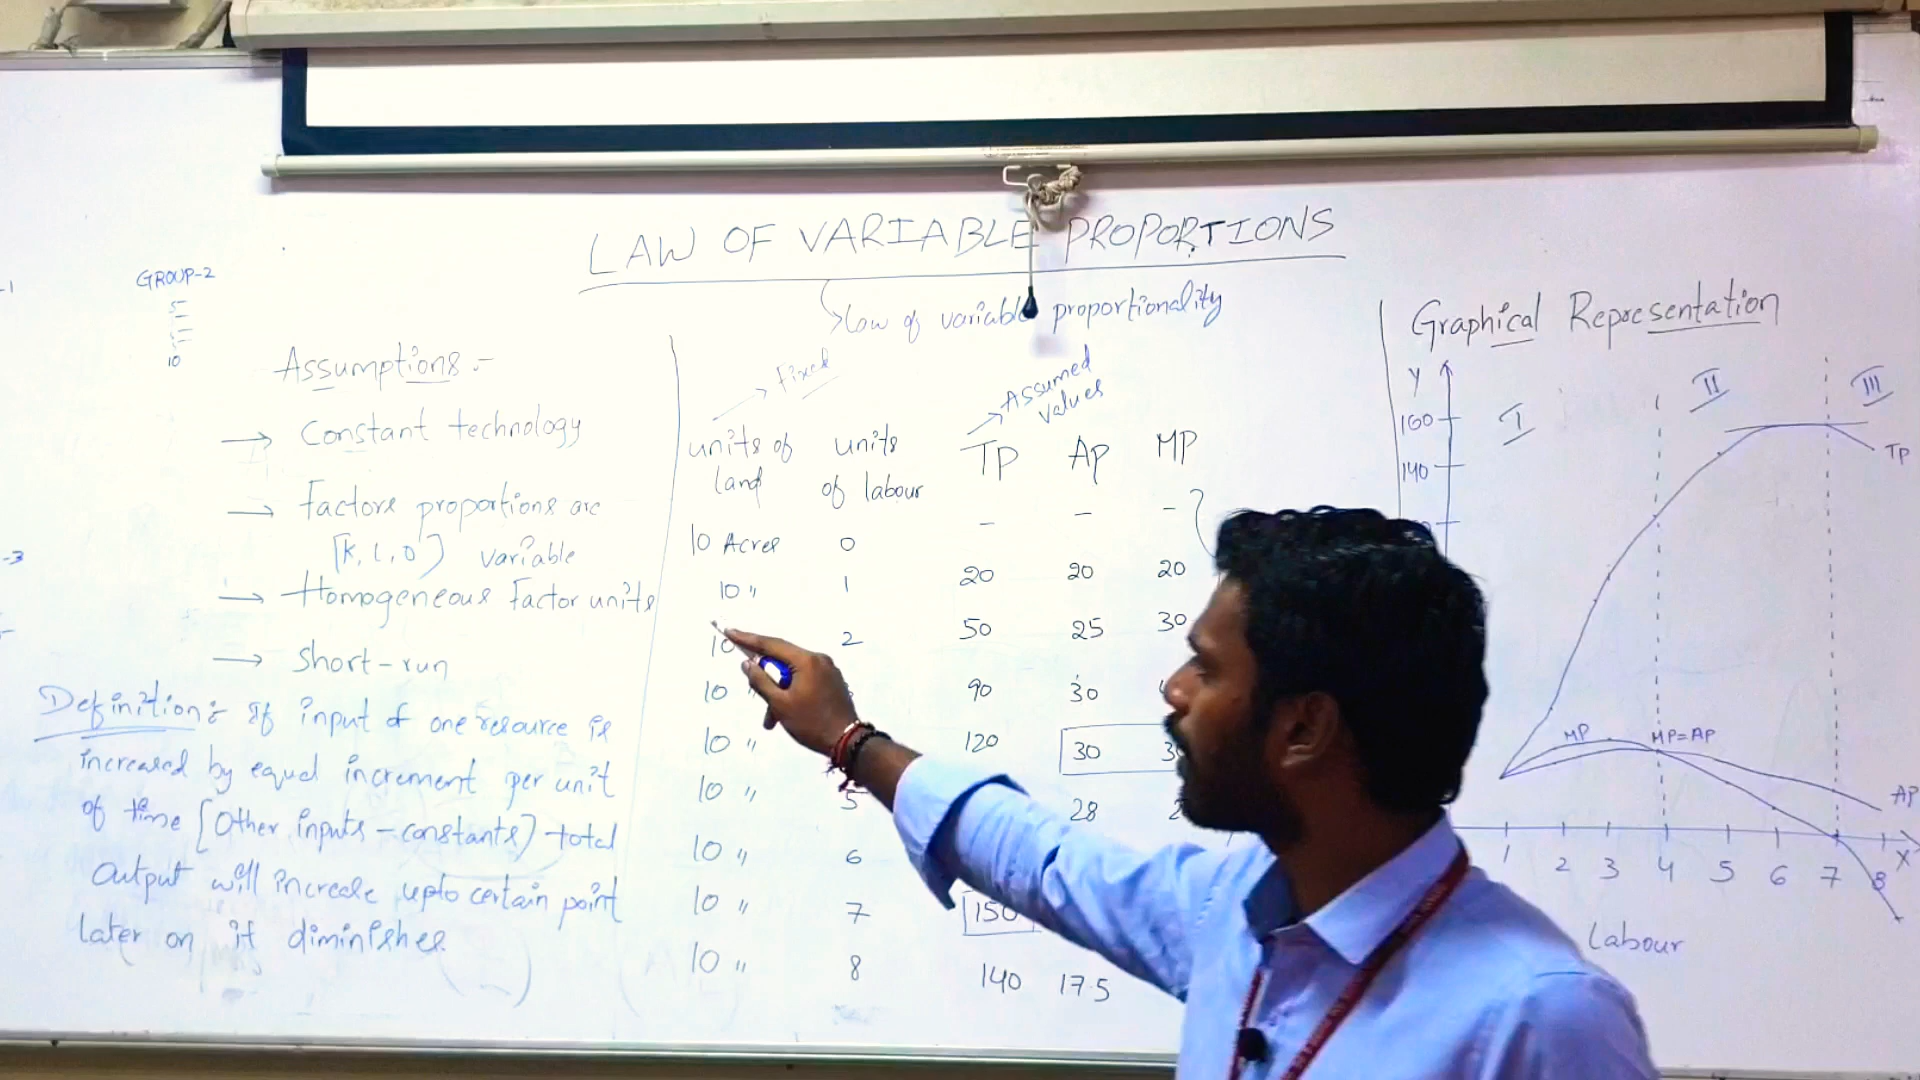 LAW OF VARIABLE PROPORTIONS
law of variable proportionality
GROUP-2
5
10
-1
-3
Assumptions :-
→ Constant technology
→ Factors proportions are
[K, L, O] variable
→ Homogeneous Factor units
→ Short-run
Definition : If input of one resource is
increased by equal increment per unit
of time [Other inputs - constants] total
Output will increase upto certain point
later on it diminishes.
→ Fixed
→ Assumed
values
units of land units of labour TP AP MP
10 Acres 0 - - -
10 " 1 20 20 20
10 2 50 25 30
10 " 90 30
10 " 120 30
10 " 5 28
10 " 6
10 " 7 150
10 " 8 140 17.5
Graphical Representation
Y
160
140
I
II
III
TP
MP
MP=AP
AP
1 2 3 4 5 6 7 8 X
Labour